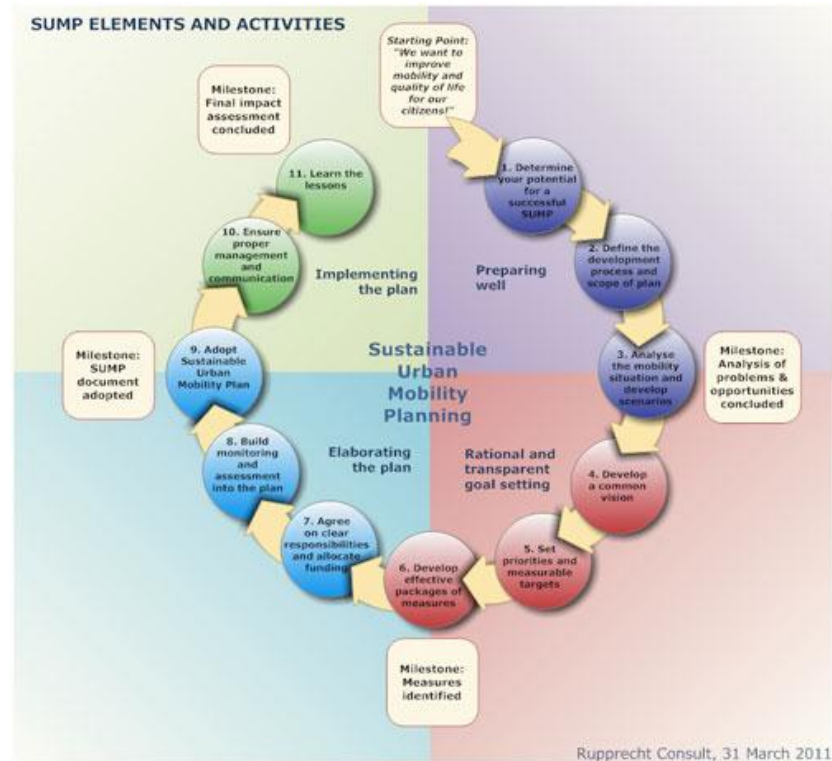 SUMP ELEMENTS AND ACTIVITIES
Starting Point:
"We want to
improve
mobility and
quality of life
for our
citizens!"
1. Determine
your potential
for a
successful
SUMP
2. Define the
development
process and
scope of plan
Preparing
well
3. Analyse
the mobility
situation and
develop
scenarios
Milestone:
Analysis of
problems &
opportunities
concluded
4. Develop
a common
vision
Rational and
transparent
goal setting
5. Set
priorities and
measurable
targets
6. Develop
effective
packages of
measures
Milestone:
Measures
identified
7. Agree
on clear
responsibilities
and allocate
funding
8. Build
monitoring
and
assessment
into the plan
Elaborating
the plan
9. Adopt
Sustainable
Urban
Mobility Plan
Milestone:
SUMP
document
adopted
10. Ensure
proper
management
and
communication
Implementing
the plan
11. Learn the
lessons
Milestone:
Final impact
assessment
concluded
Sustainable
Urban
Mobility
Planning
Rupprecht Consult, 31 March 2011